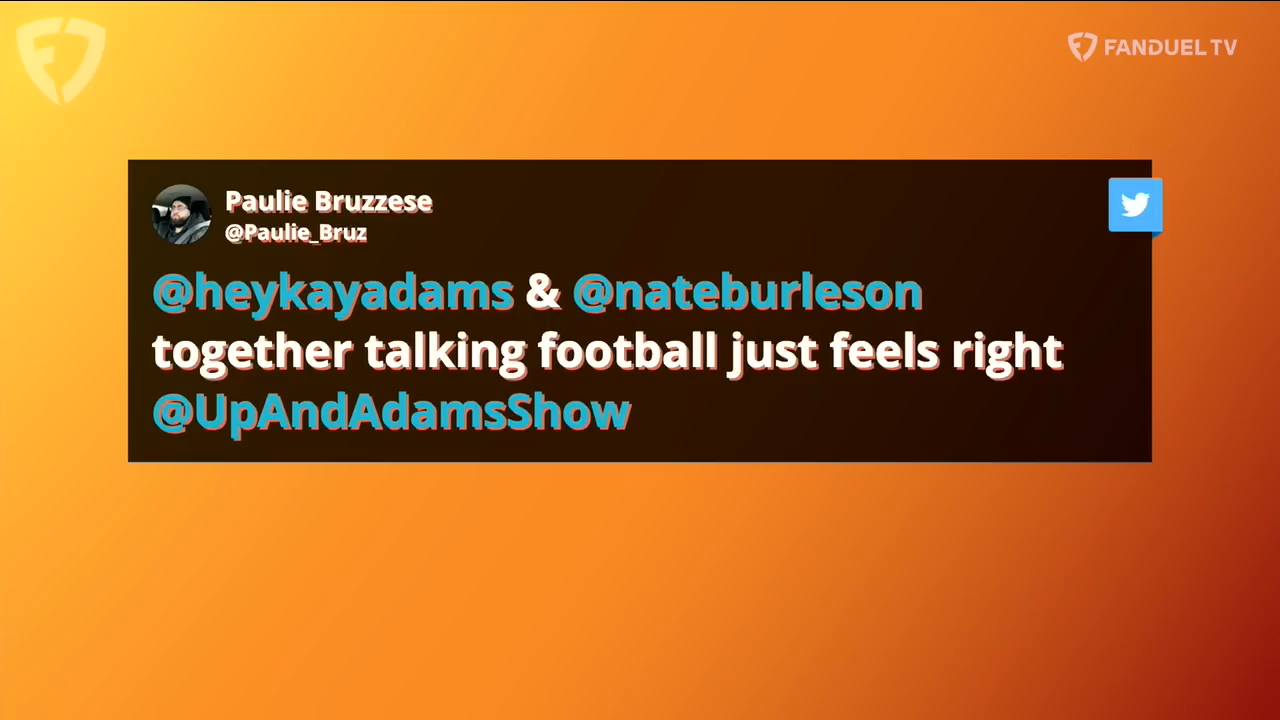 FANDUEL TV
Paulie Bruzzese
@Paulie_Bruz
@heykayadams & @nateburleson
together talking football just feels right
@UpAndAdamsShow